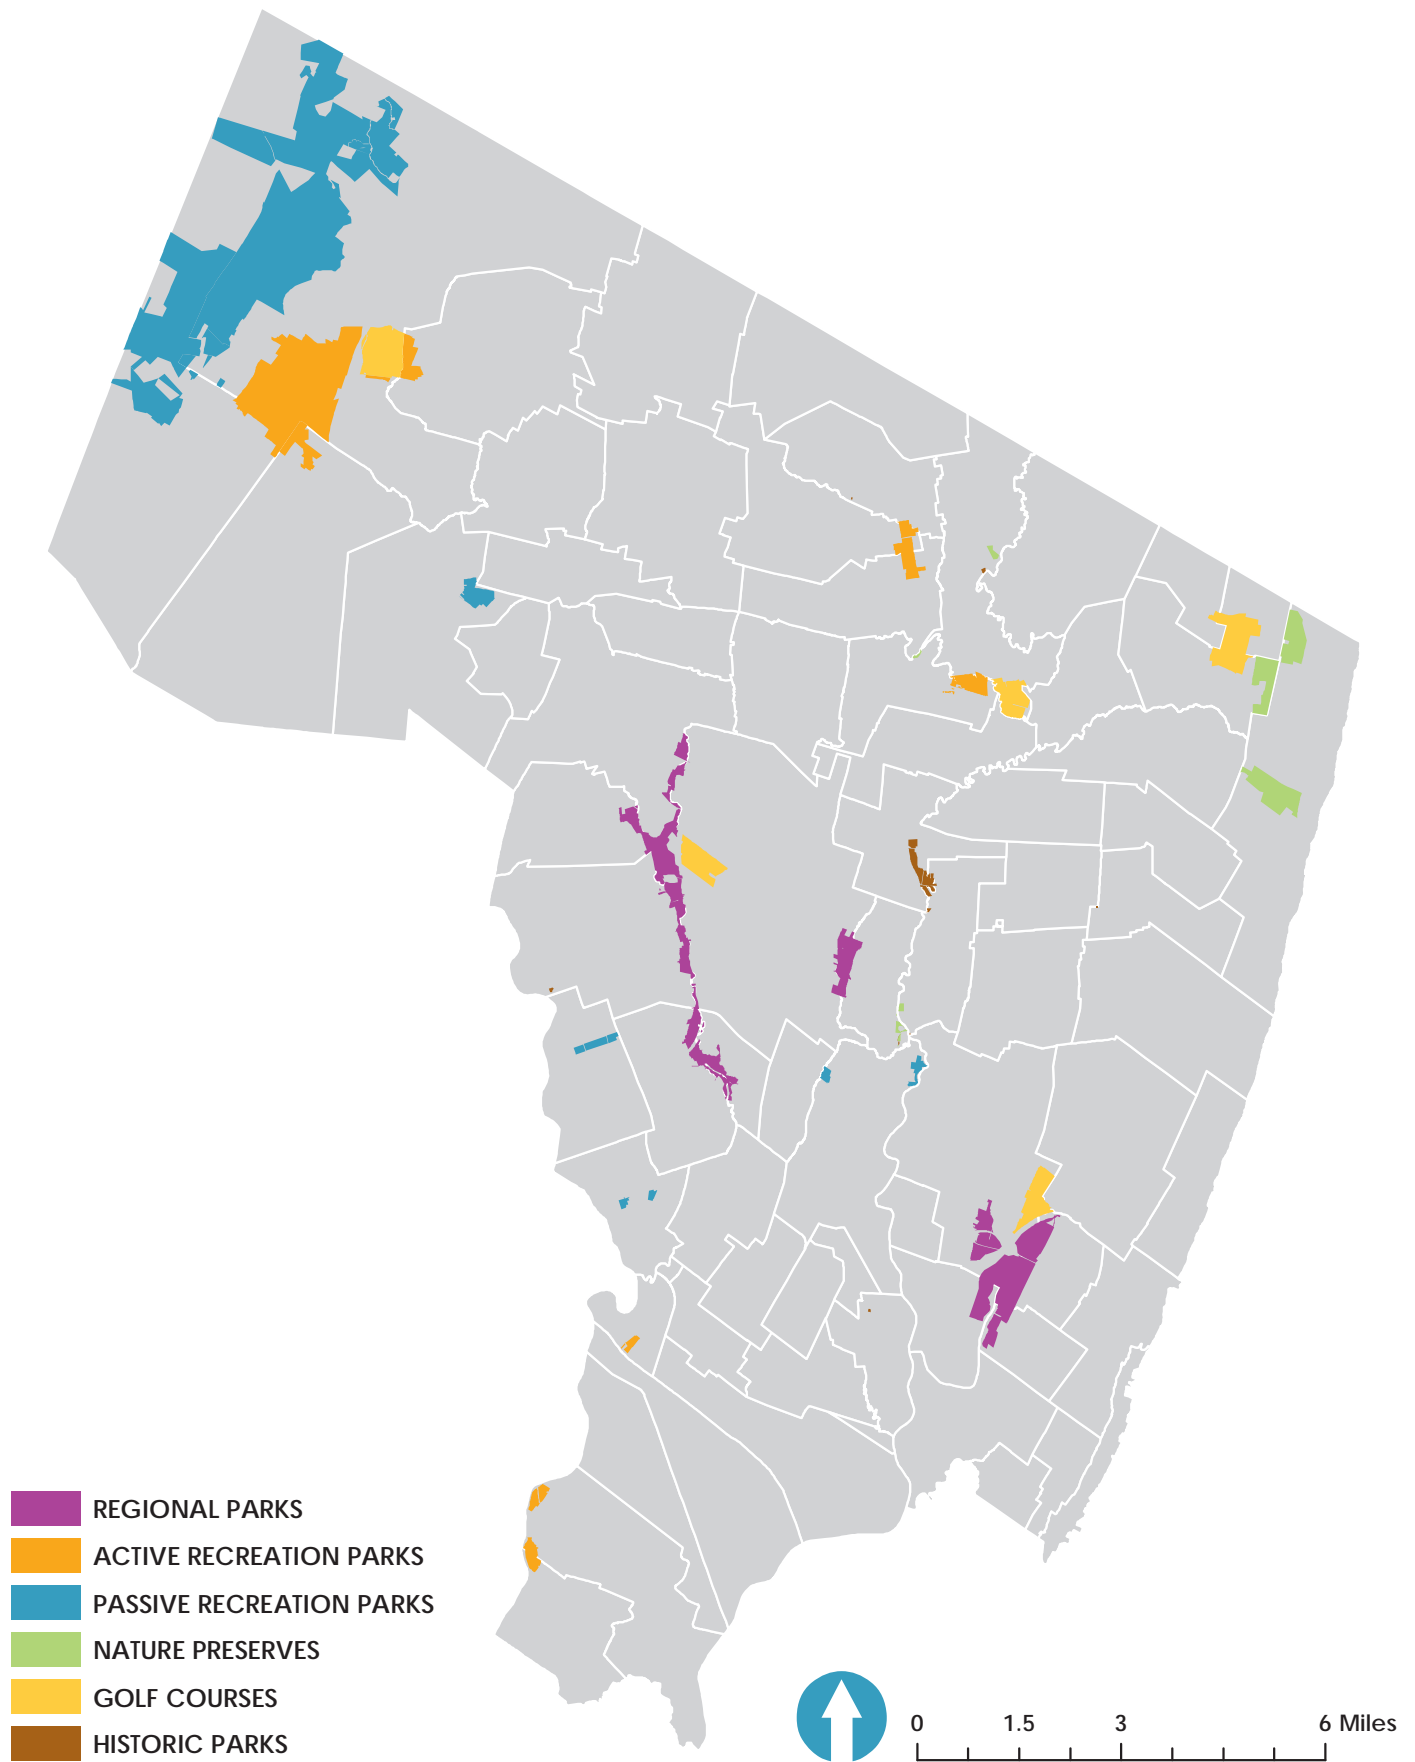 REGIONAL PARKS
ACTIVE RECREATION PARKS
PASSIVE RECREATION PARKS
NATURE PRESERVES
GOLF COURSES
HISTORIC PARKS
0 1.5 3 6 Miles